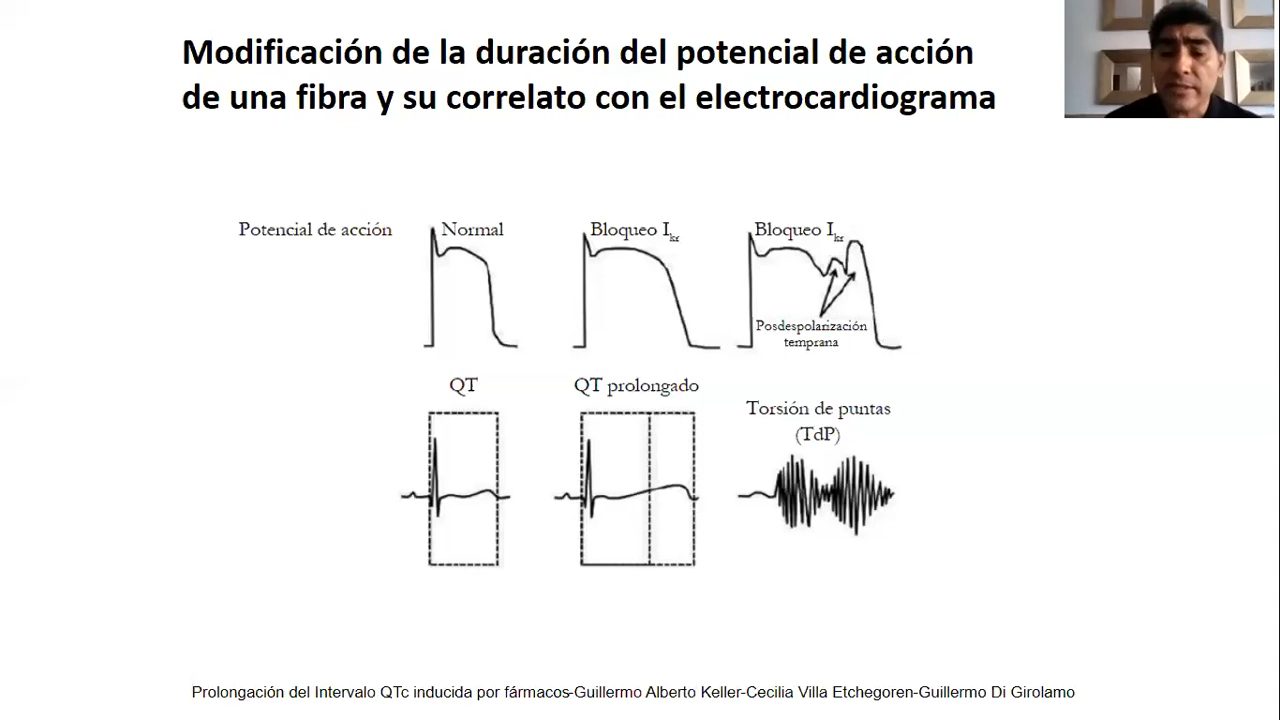 Modificación de la duración del potencial de acción
de una fibra y su correlato con el electrocardiograma
Potencial de acción
Normal
Bloqueo Ikr
Bloqueo Ikr
Posdespolarización
temprana
QT
QT prolongado
Torsión de puntas
(TdP)
Prolongación del Intervalo QTc inducida por fármacos-Guillermo Alberto Keller-Cecilia Villa Etchegoren-Guillermo Di Girolamo